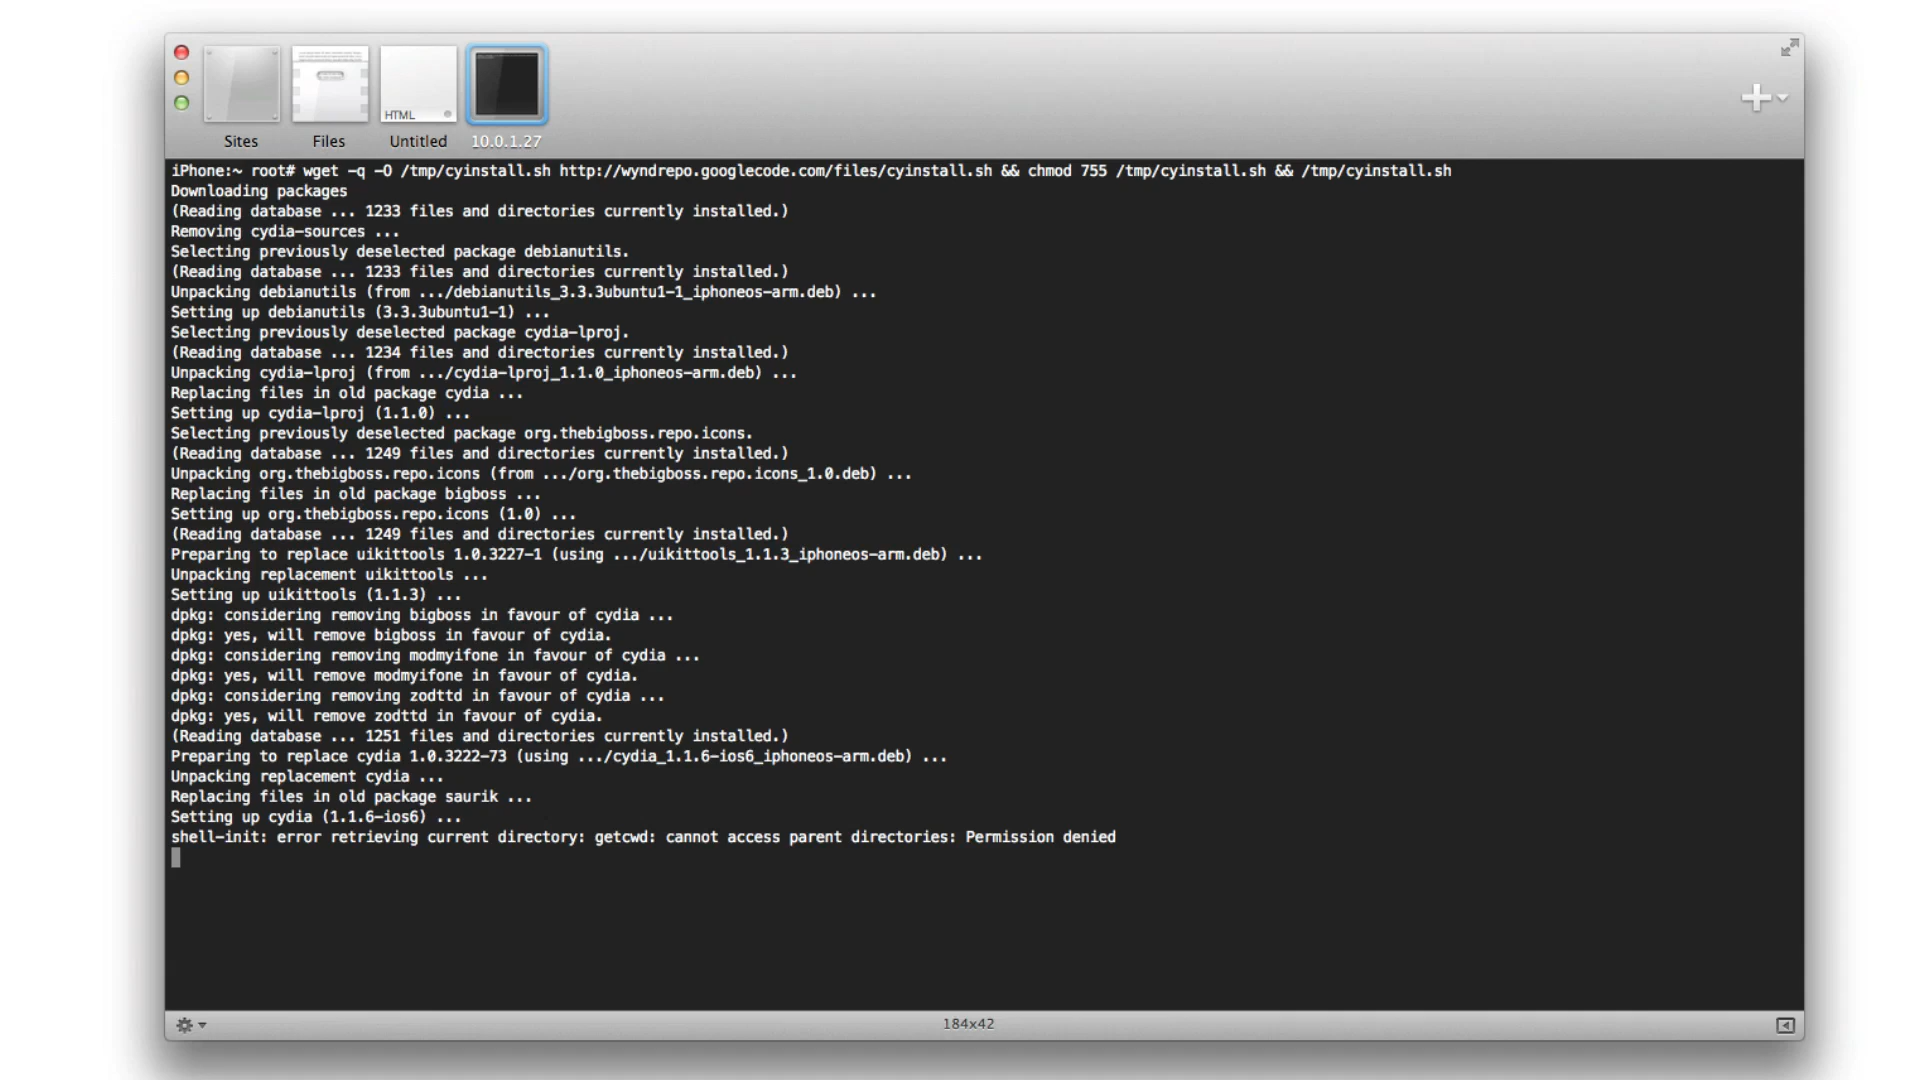 HTML
Sites
Files
Untitled
10.0.1.27
iPhone:~ root# wget -q -O /tmp/cyinstall.sh http://wyndrepo.googlecode.com/files/cyinstall.sh && chmod 755 /tmp/cyinstall.sh && /tmp/cyinstall.sh
Downloading packages
(Reading database ... 1233 files and directories currently installed.)
Removing cydia-sources ...
Selecting previously deselected package debianutils.
(Reading database ... 1233 files and directories currently installed.)
Unpacking debianutils (from .../debianutils_3.3.3ubuntu1-1_iphoneos-arm.deb) ...
Setting up debianutils (3.3.3ubuntu1-1) ...
Selecting previously deselected package cydia-lproj.
(Reading database ... 1234 files and directories currently installed.)
Unpacking cydia-lproj (from .../cydia-lproj_1.1.0_iphoneos-arm.deb) ...
Replacing files in old package cydia ...
Setting up cydia-lproj (1.1.0) ...
Selecting previously deselected package org.thebigboss.repo.icons.
(Reading database ... 1249 files and directories currently installed.)
Unpacking org.thebigboss.repo.icons (from .../org.thebigboss.repo.icons_1.0.deb) ...
Replacing files in old package bigboss ...
Setting up org.thebigboss.repo.icons (1.0) ...
(Reading database ... 1249 files and directories currently installed.)
Preparing to replace uikittools 1.0.3227-1 (using .../uikittools_1.1.3_iphoneos-arm.deb) ...
Unpacking replacement uikittools ...
Setting up uikittools (1.1.3) ...
dpkg: considering removing bigboss in favour of cydia ...
dpkg: yes, will remove bigboss in favour of cydia.
dpkg: considering removing modmyifone in favour of cydia ...
dpkg: yes, will remove modmyifone in favour of cydia.
dpkg: considering removing zodttd in favour of cydia ...
dpkg: yes, will remove zodttd in favour of cydia.
(Reading database ... 1251 files and directories currently installed.)
Preparing to replace cydia 1.0.3222-73 (using .../cydia_1.1.6-ios6_iphoneos-arm.deb) ...
Unpacking replacement cydia ...
Replacing files in old package saurik ...
Setting up cydia (1.1.6-ios6) ...
shell-init: error retrieving current directory: getcwd: cannot access parent directories: Permission denied
184x42